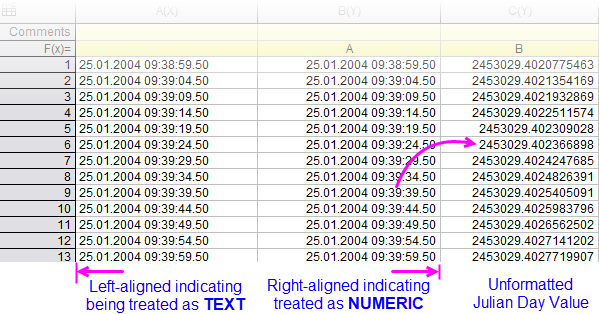 A(X) B(Y) C(Y)
Comments
F(x)= A B
1 25.01.2004 09:38:59.50 25.01.2004 09:38:59.50 2453029.4020775463
2 25.01.2004 09:39:04.50 25.01.2004 09:39:04.50 2453029.4021354169
3 25.01.2004 09:39:09.50 25.01.2004 09:39:09.50 2453029.4021932869
4 25.01.2004 09:39:14.50 25.01.2004 09:39:14.50 2453029.4022511574
5 25.01.2004 09:39:19.50 25.01.2004 09:39:19.50 2453029.402309028
6 25.01.2004 09:39:24.50 25.01.2004 09:39:24.50 2453029.402366898
7 25.01.2004 09:39:29.50 25.01.2004 09:39:29.50 2453029.4024247685
8 25.01.2004 09:39:34.50 25.01.2004 09:39:34.50 2453029.4024826391
9 25.01.2004 09:39:39.50 25.01.2004 09:39:39.50 2453029.4025405091
10 25.01.2004 09:39:44.50 25.01.2004 09:39:44.50 2453029.4025983796
11 25.01.2004 09:39:49.50 25.01.2004 09:39:49.50 2453029.4026562502
12 25.01.2004 09:39:54.50 25.01.2004 09:39:54.50 2453029.4027141202
13 25.01.2004 09:39:59.50 25.01.2004 09:39:59.50 2453029.4027719907
Left-aligned indicating
being treated as TEXT
Right-aligned indicating
treated as NUMERIC
Unformatted
Julian Day Value